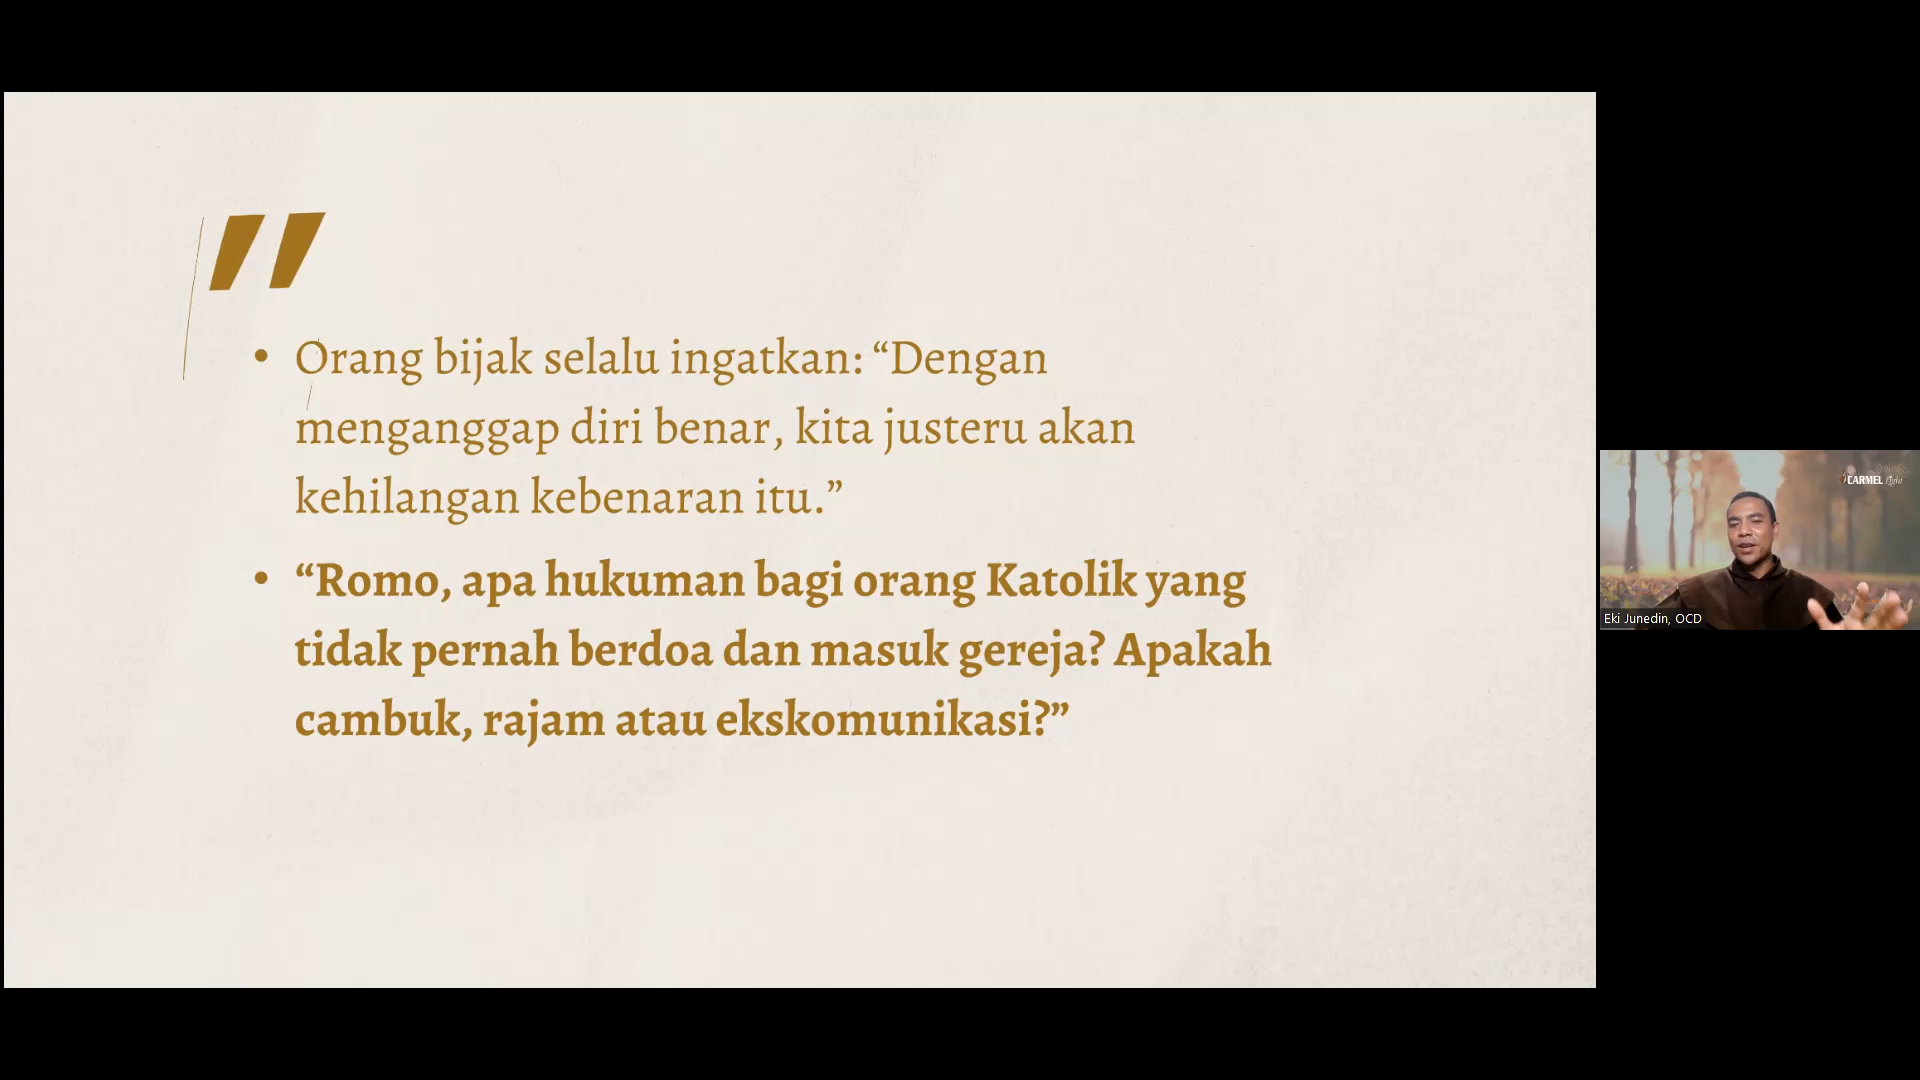 "
• Orang bijak selalu ingatkan: “Dengan
menganggap diri benar, kita justeru akan
kehilangan kebenaran itu.”
• “Romo, apa hukuman bagi orang Katolik yang
tidak pernah berdoa dan masuk gereja? Apakah
cambuk, rajam atau ekskomunikasi?”
CARMEL Light
Eki Junedin, OCD